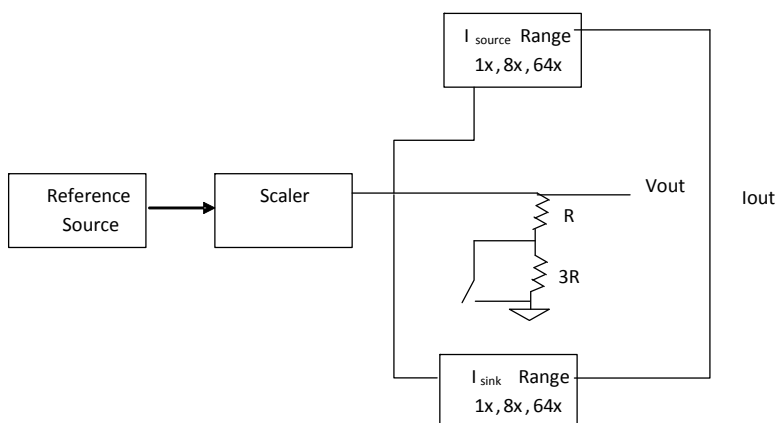 I source Range
1x, 8x, 64x
Reference
Source
Scaler
Vout
Iout
R
3R
I sink Range
1x, 8x, 64x